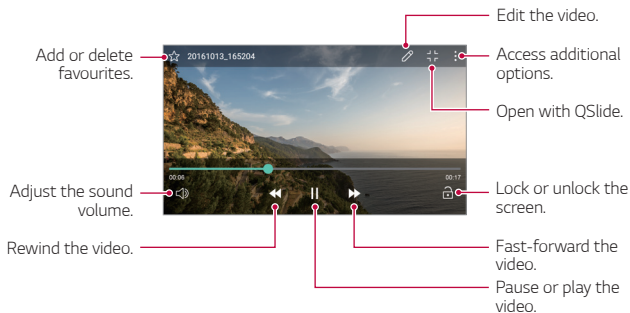 Edit the video.
Add or delete
favourites.
20161013_165204
Access additional
options.
Open with QSlide.
00:06
00:17
Adjust the sound
volume.
Lock or unlock the
screen.
Rewind the video.
Fast-forward the
video.
Pause or play the
video.